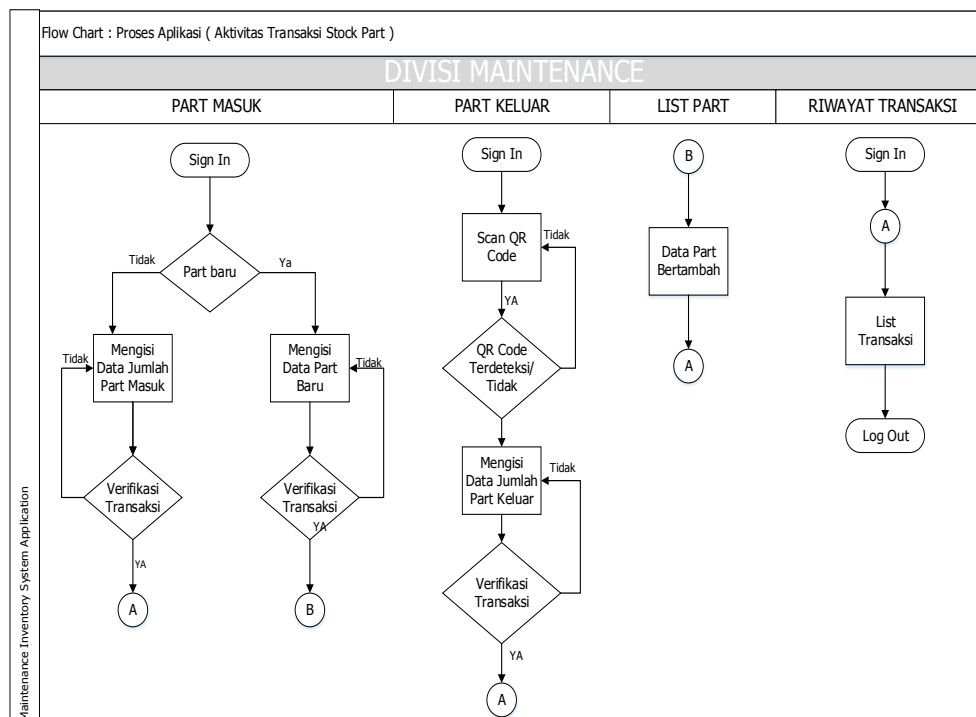 Flow Chart : Proses Aplikasi ( Aktivitas Transaksi Stock Part )
DIVISI MAINTENANCE
PART MASUK
PART KELUAR
LIST PART
RIWAYAT TRANSAKSI
Sign In
Part baru
Tidak
Ya
Mengisi
Data Jumlah
Part Masuk
Tidak
Mengisi
Data Part
Baru
Tidak
Verifikasi
Transaksi
YA
A
Verifikasi
Transaksi
YA
B
Sign In
Scan QR
Code
Tidak
YA
QR Code
Terdeteksi/
Tidak
Mengisi
Data Jumlah
Part Keluar
Tidak
Verifikasi
Transaksi
YA
A
B
Data Part
Bertambah
A
Sign In
A
List
Transaksi
Log Out
Maintenance Inventory System Application